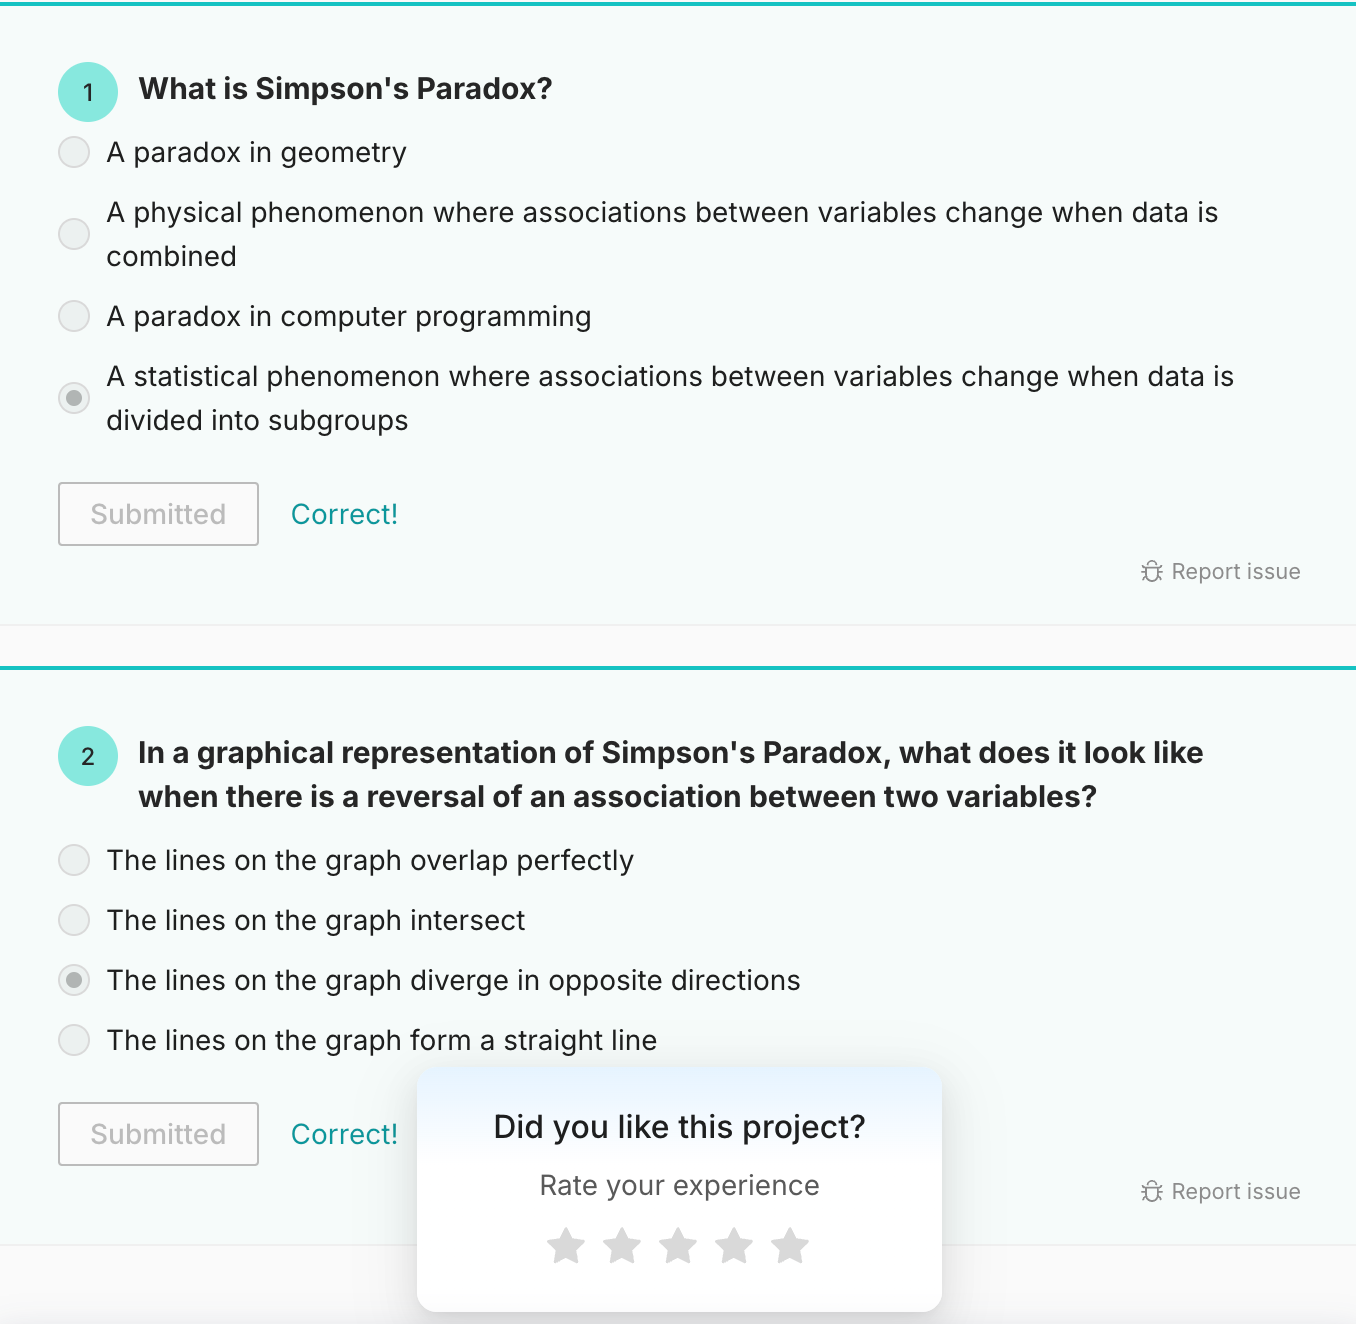 1
What is Simpson's Paradox?
A paradox in geometry
A physical phenomenon where associations between variables change when data is
combined
A paradox in computer programming
A statistical phenomenon where associations between variables change when data is
divided into subgroups
Submitted
Correct!
Report issue
2
In a graphical representation of Simpson's Paradox, what does it look like
when there is a reversal of an association between two variables?
The lines on the graph overlap perfectly
The lines on the graph intersect
The lines on the graph diverge in opposite directions
The lines on the graph form a straight line
Submitted
Correct!
Did you like this project?
Rate your experience
Report issue